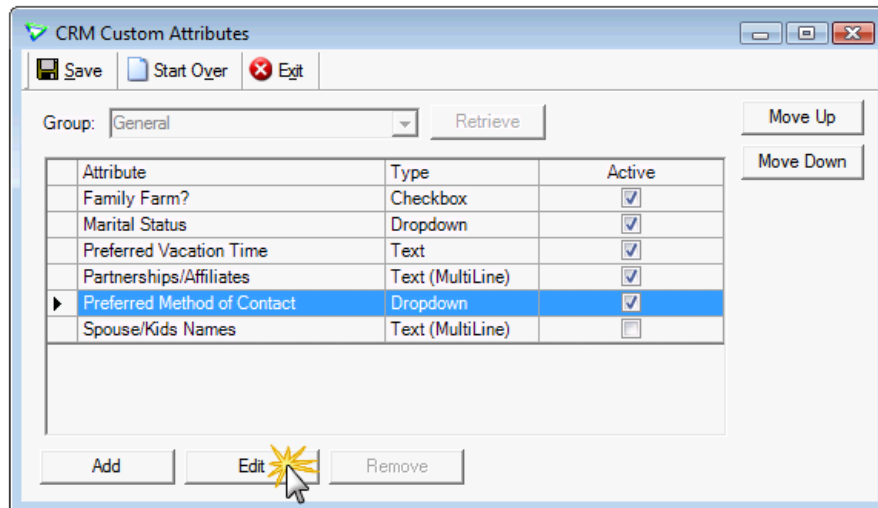 CRM Custom Attributes
Save Start Over Exit
Group: General Retrieve Move Up
Move Down
Attribute Type Active
Family Farm? Checkbox
Marital Status Dropdown
Preferred Vacation Time Text
Partnerships/Affiliates Text (MultiLine)
Preferred Method of Contact Dropdown
Spouse/Kids Names Text (MultiLine)
Add Edit Remove